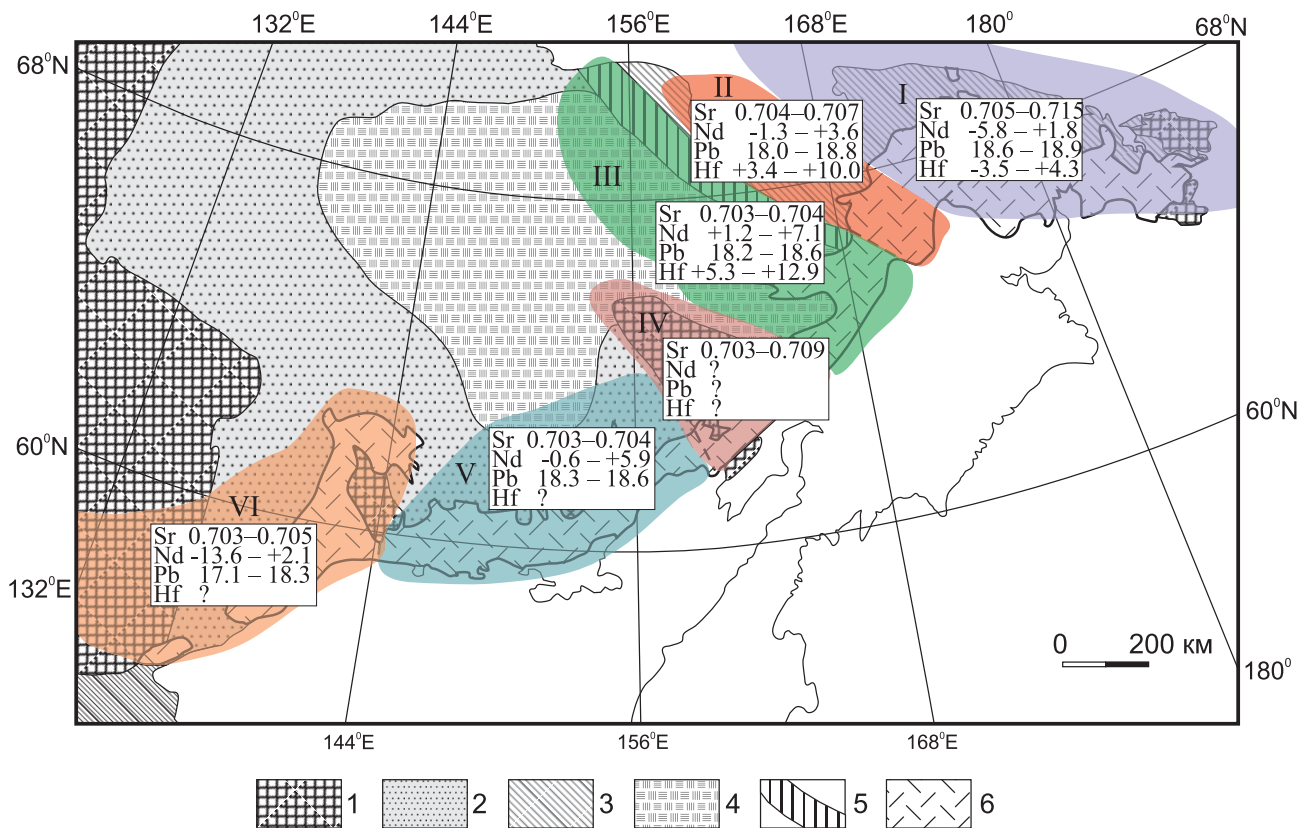 132⁰E 144⁰E 156⁰E 168⁰E 180⁰ 68⁰N
68⁰N
II
Sr 0.704–0.707
Nd -1.3 – +3.6
Pb 18.0 – 18.8
Hf +3.4 – +10.0
I
Sr 0.705–0.715
Nd -5.8 – +1.8
Pb 18.6 – 18.9
Hf -3.5 – +4.3
III
Sr 0.703–0.704
Nd +1.2 – +7.1
Pb 18.2 – 18.6
Hf +5.3 – +12.9
IV
Sr 0.703–0.709
Nd ?
Pb ?
Hf ?
60⁰N
60⁰N
V
Sr 0.703–0.704
Nd -0.6 – +5.9
Pb 18.3 – 18.6
Hf ?
VI
Sr 0.703–0.705
Nd -13.6 – +2.1
Pb 17.1 – 18.3
Hf ?
132⁰E
0 200 км
180⁰
144⁰E 156⁰E 168⁰E
1 2 3 4 5 6